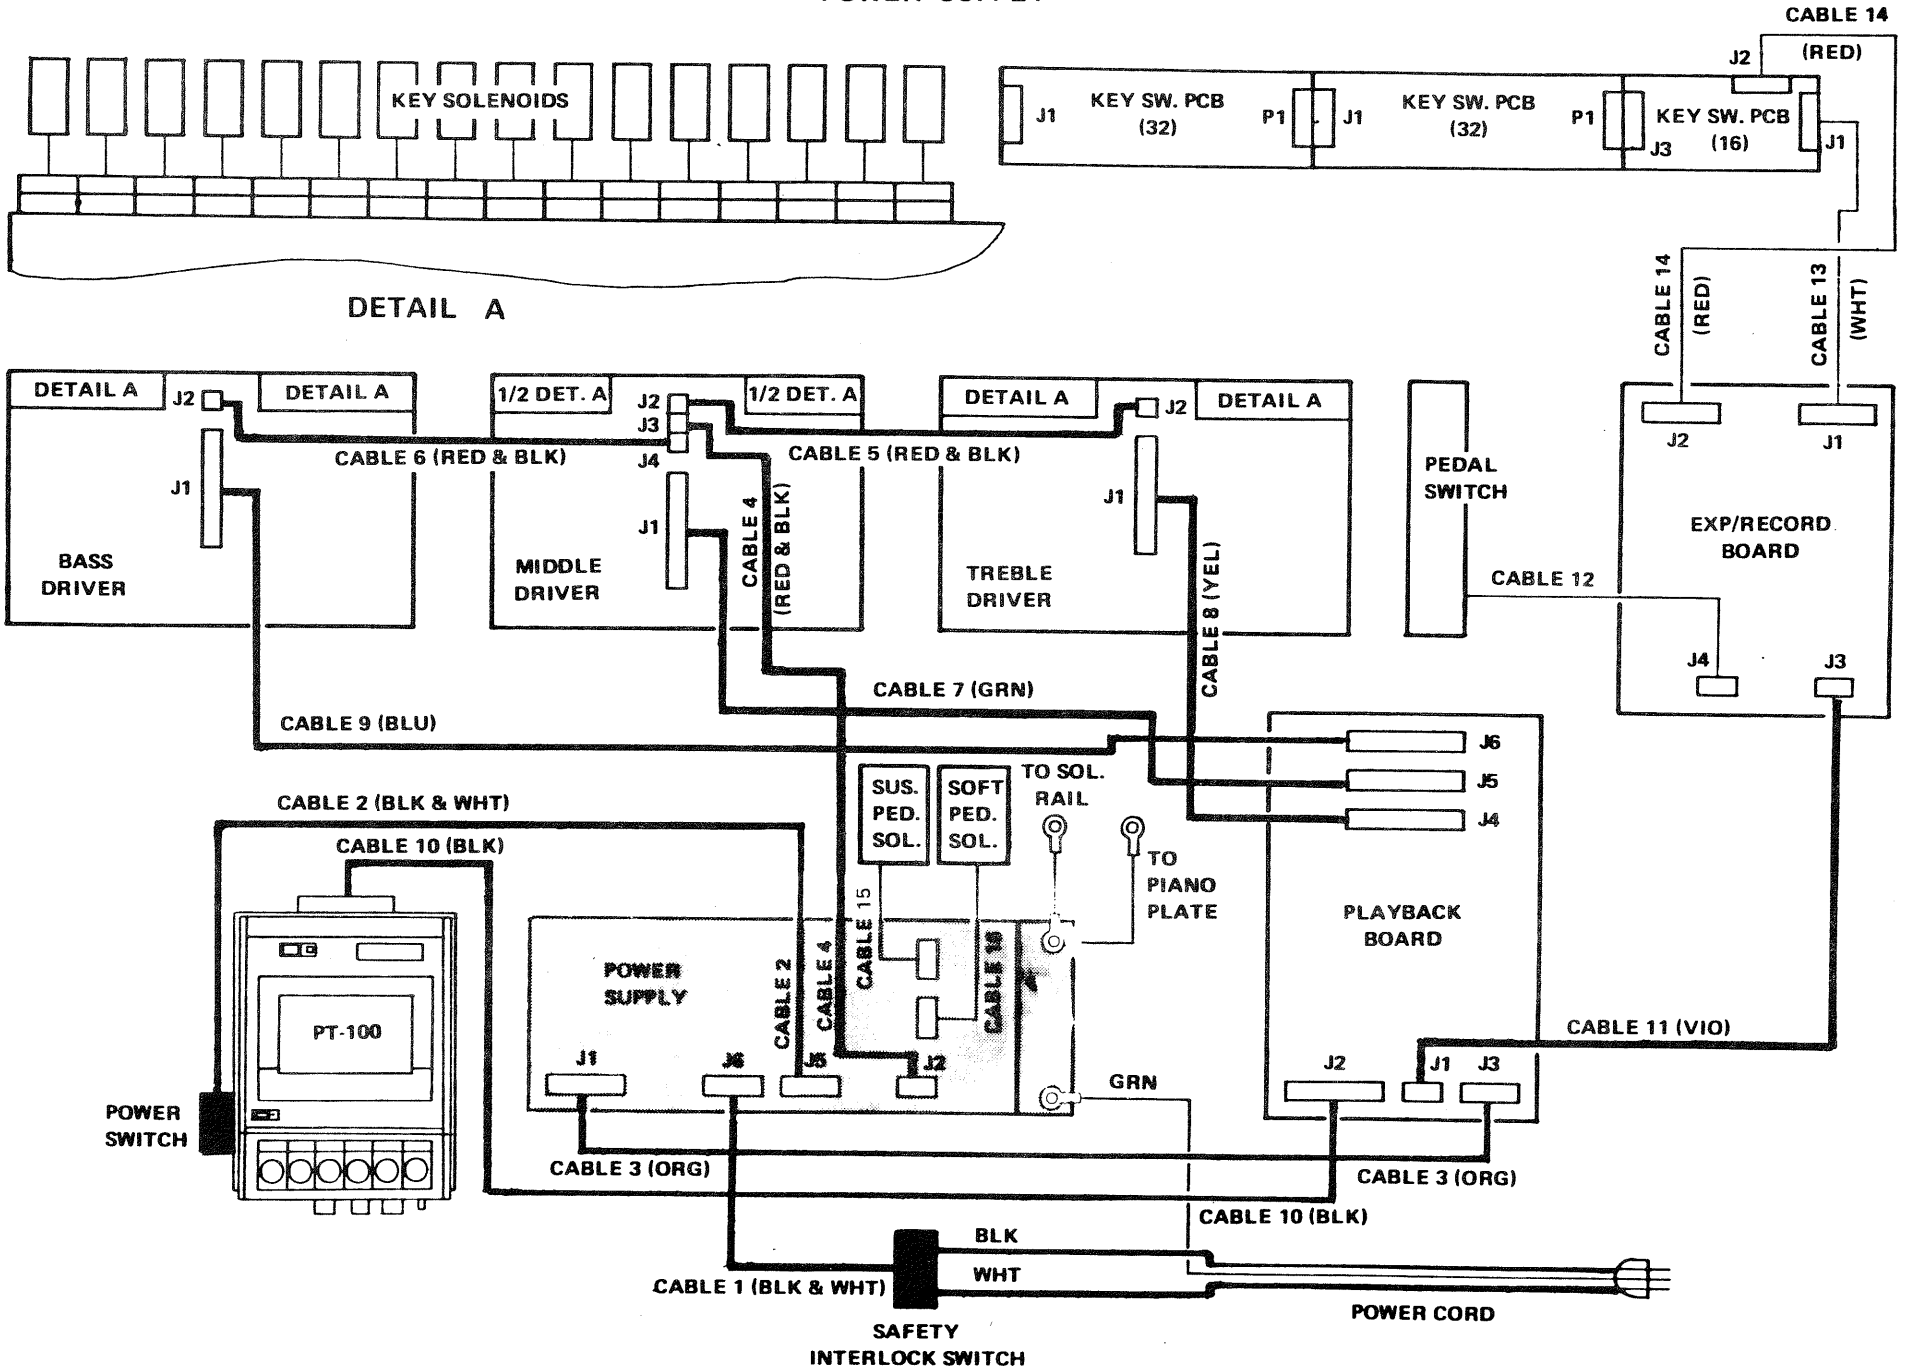 CABLE 14
(RED)
J2
KEY SOLENOIDS
J1
KEY SW. PCB
(32)
P1
J1
KEY SW. PCB
(32)
P1
J3
KEY SW. PCB
(16)
J1
DETAIL A
CABLE 14
(RED)
CABLE 13
(WHT)
DETAIL A
J2
DETAIL A
J1
BASS
DRIVER
CABLE 6 (RED & BLK)
1/2 DET. A
J2
J3
J4
1/2 DET. A
J1
MIDDLE
DRIVER
CABLE 4
(RED & BLK)
CABLE 5 (RED & BLK)
DETAIL A
J2
DETAIL A
J1
TREBLE
DRIVER
CABLE 8 (YEL)
PEDAL
SWITCH
CABLE 12
J2
J1
EXP/RECORD
BOARD
J4
J3
CABLE 7 (GRN)
CABLE 9 (BLU)
CABLE 2 (BLK & WHT)
CABLE 10 (BLK)
SUS.
PED.
SOL.
SOFT
PED.
SOL.
TO SOL.
RAIL
TO
PIANO
PLATE
J6
J5
J4
PLAYBACK
BOARD
J2
J1
J3
CABLE 11 (VIO)
PT-100
POWER
SWITCH
POWER
SUPPLY
CABLE 2
CABLE 4
CABLE 15
CABLE 16
J1
J6
J5
J2
GRN
CABLE 3 (ORG)
CABLE 3 (ORG)
CABLE 10 (BLK)
BLK
WHT
CABLE 1 (BLK & WHT)
POWER CORD
SAFETY
INTERLOCK SWITCH